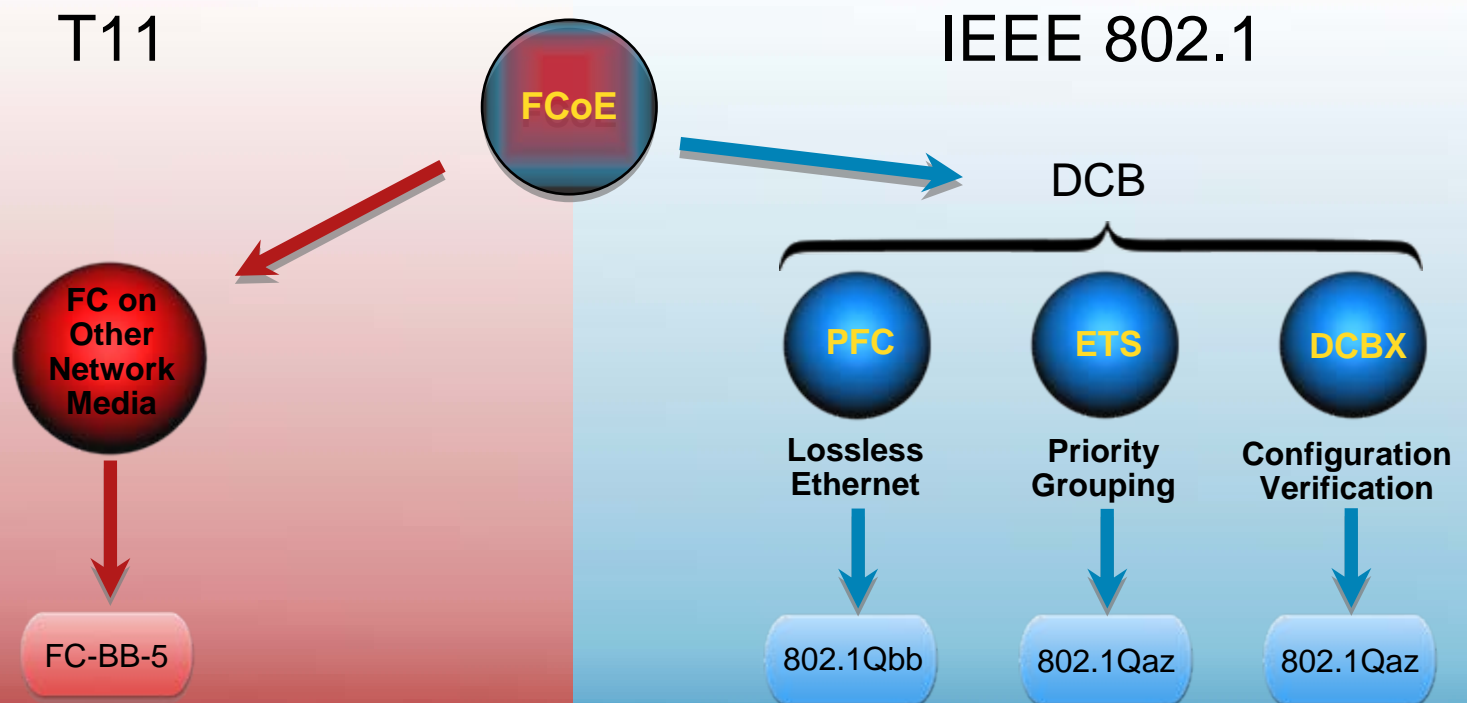 T11
IEEE 802.1
FCoE
DCB
FC on
Other
Network
Media
PFC
ETS
DCBX
Lossless
Ethernet
Priority
Grouping
Configuration
Verification
FC-BB-5
802.1Qbb
802.1Qaz
802.1Qaz